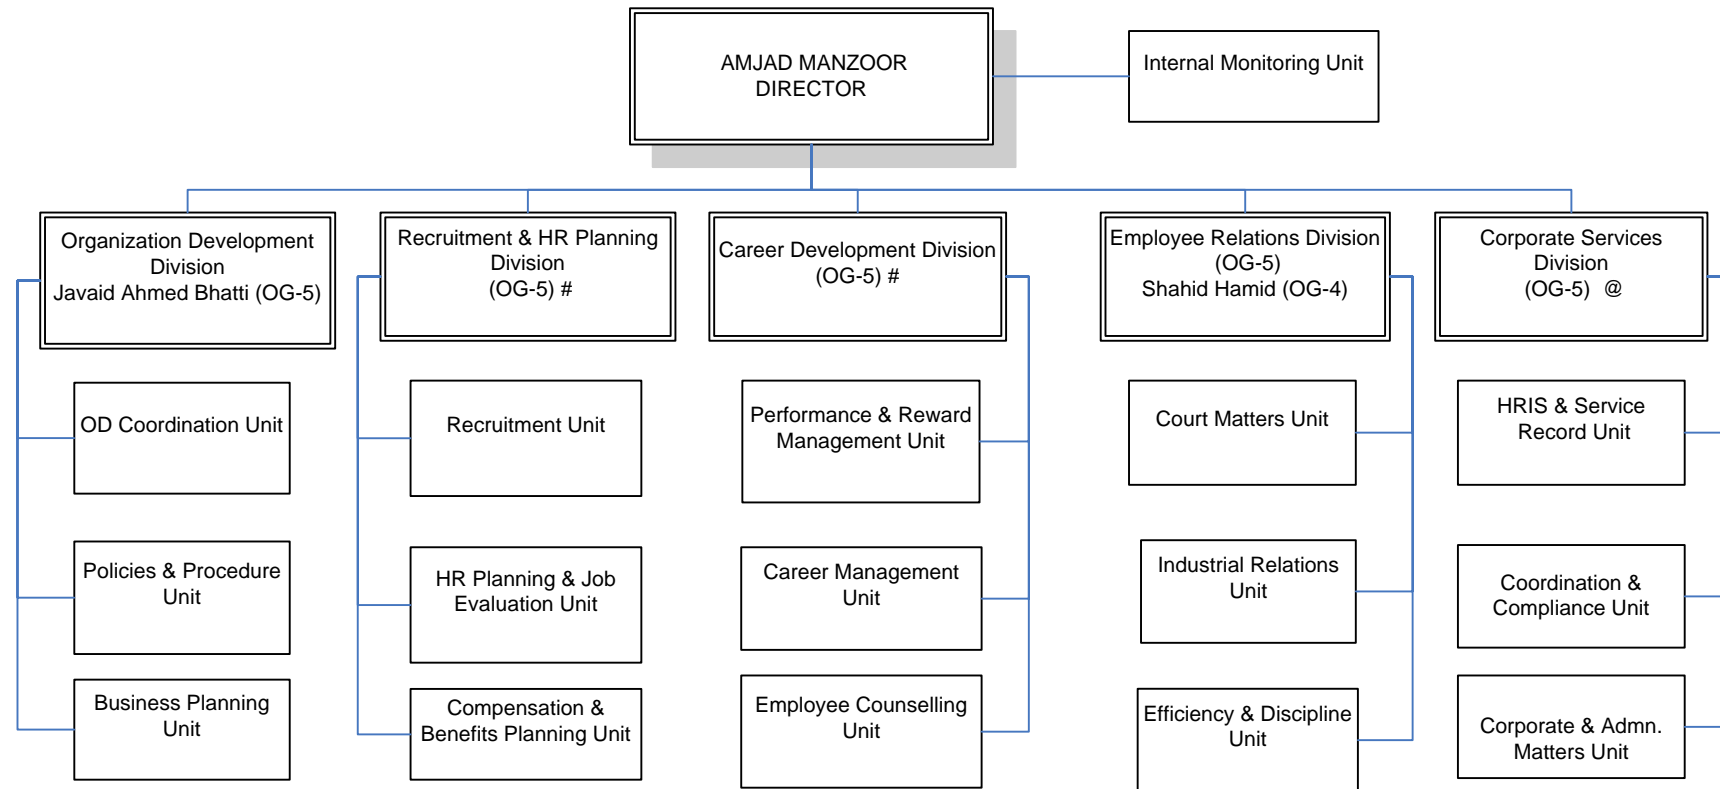 AMJAD MANZOOR
DIRECTOR
Internal Monitoring Unit
Organization Development
Division
Javaid Ahmed Bhatti (OG-5)
Recruitment & HR Planning
Division
(OG-5) #
Career Development Division
(OG-5) #
Employee Relations Division
(OG-5)
Shahid Hamid (OG-4)
Corporate Services
Division
(OG-5) @
OD Coordination Unit
Recruitment Unit
Performance & Reward
Management Unit
Court Matters Unit
HRIS & Service
Record Unit
Policies & Procedure
Unit
HR Planning & Job
Evaluation Unit
Career Management
Unit
Industrial Relations
Unit
Coordination &
Compliance Unit
Business Planning
Unit
Compensation &
Benefits Planning Unit
Employee Counselling
Unit
Efficiency & Discipline
Unit
Corporate & Admn.
Matters Unit